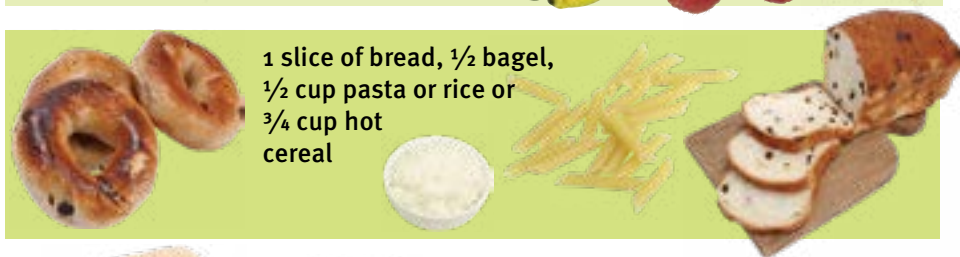 1 slice of bread, ½ bagel,
½ cup pasta or rice or
¾ cup hot
cereal